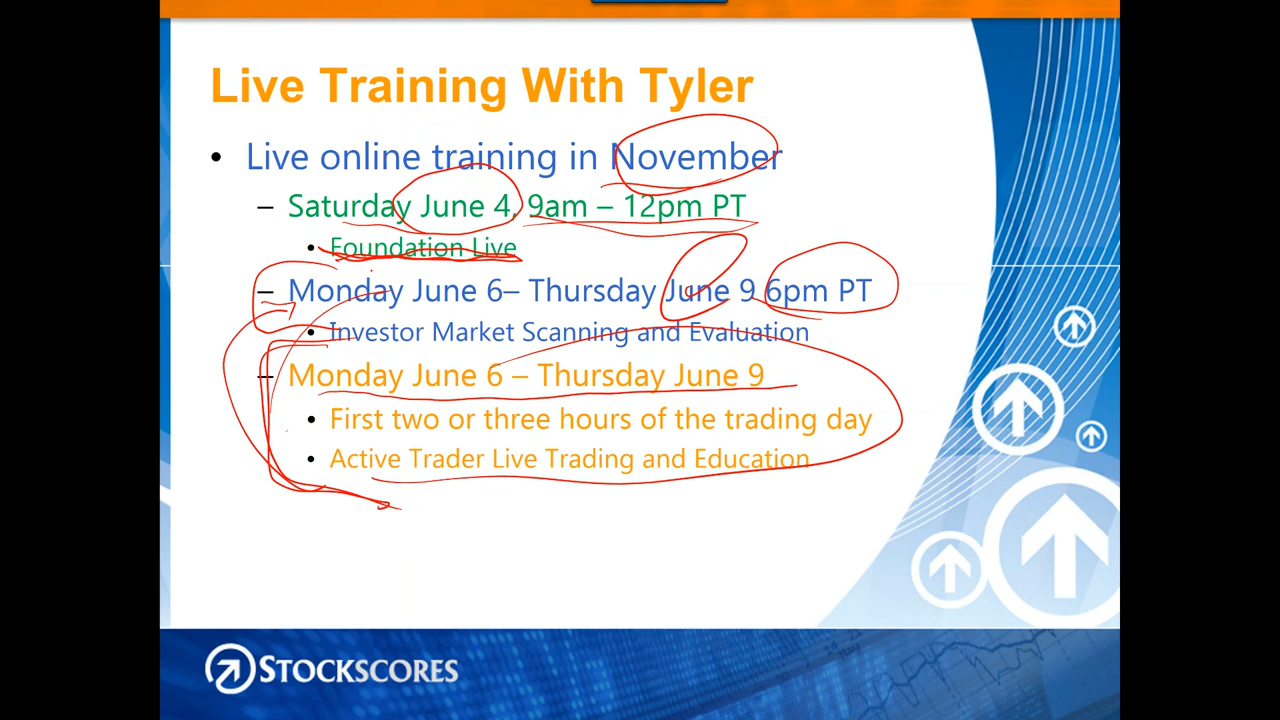 Live Training With Tyler
• Live online training in November
– Saturday June 4, 9am – 12pm PT
• Foundation Live
– Monday June 6– Thursday June 9 6pm PT
• Investor Market Scanning and Evaluation
– Monday June 6 – Thursday June 9
• First two or three hours of the trading day
• Active Trader Live Trading and Education
STOCKSCORES